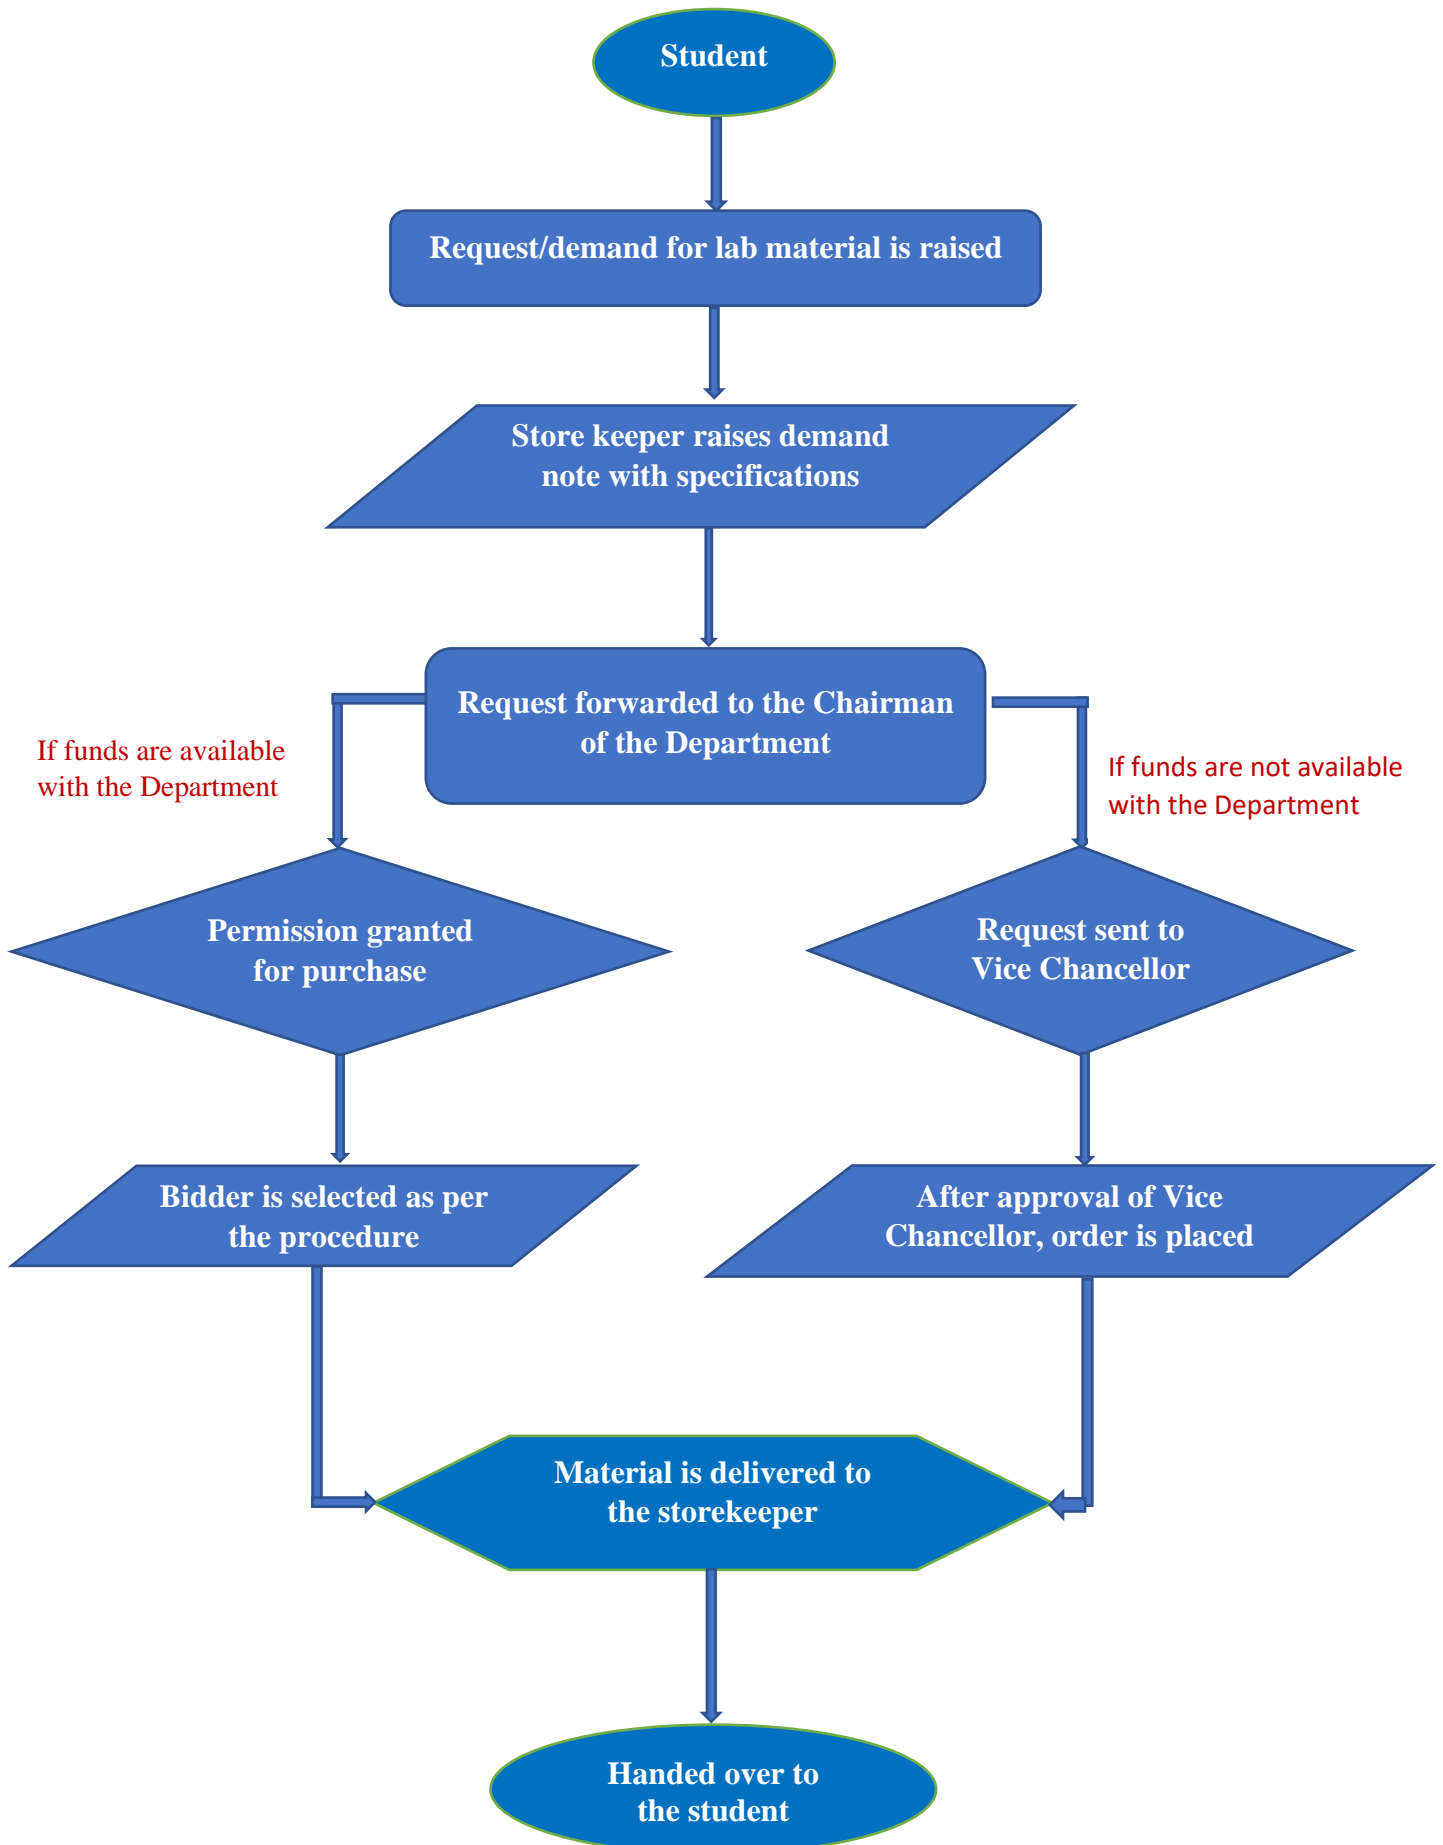 Student
Request/demand for lab material is raised
Store keeper raises demand
note with specifications
Request forwarded to the Chairman
of the Department
If funds are available
with the Department
If funds are not available
with the Department
Permission granted
for purchase
Request sent to
Vice Chancellor
Bidder is selected as per
the procedure
After approval of Vice
Chancellor, order is placed
Material is delivered to
the storekeeper
Handed over to
the student